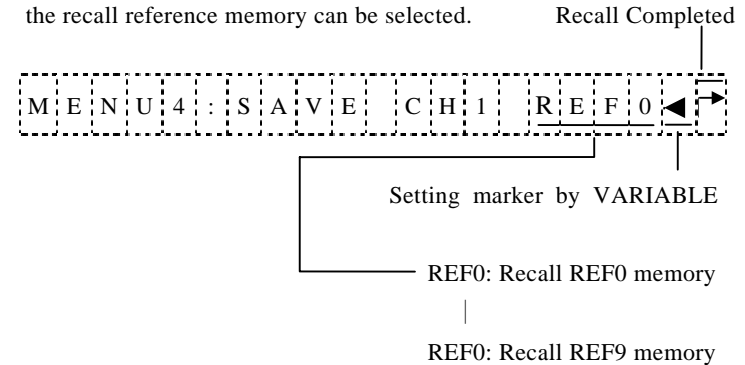 the recall reference memory can be selected. Recall Completed
MENU4:SAVE CH1 REF0◀
Setting marker by VARIABLE
REF0: Recall REF0 memory
REF0: Recall REF9 memory